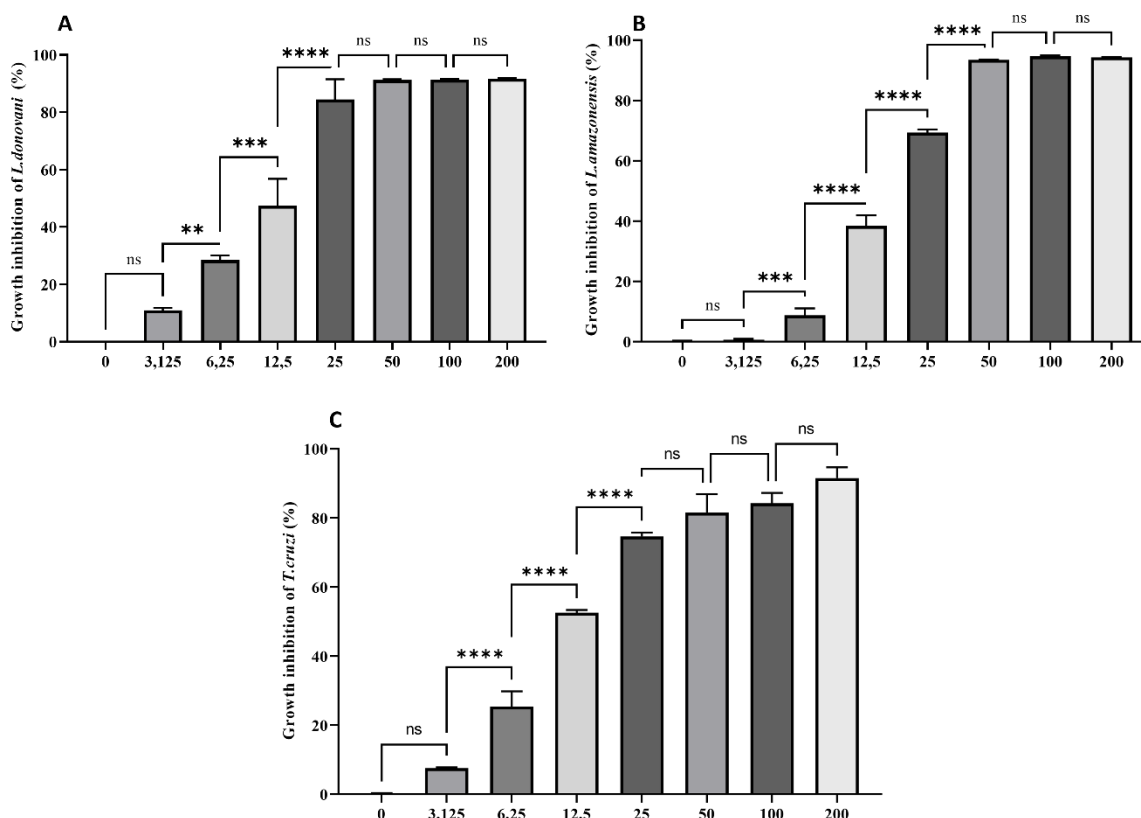 A
Growth inhibition of L.donovani (%)
100
80
60
40
20
0
ns
**
***
****
ns
ns
ns
0 3,125 6,25 12,5 25 50 100 200
B
Growth inhibition of L.amazonensis (%)
100
80
60
40
20
0
ns
***
****
****
****
ns
ns
0 3,125 6,25 12,5 25 50 100 200
C
Growth inhibition of T.cruzi (%)
100
80
60
40
20
0
ns
****
****
****
ns
ns
ns
0 3,125 6,25 12,5 25 50 100 200